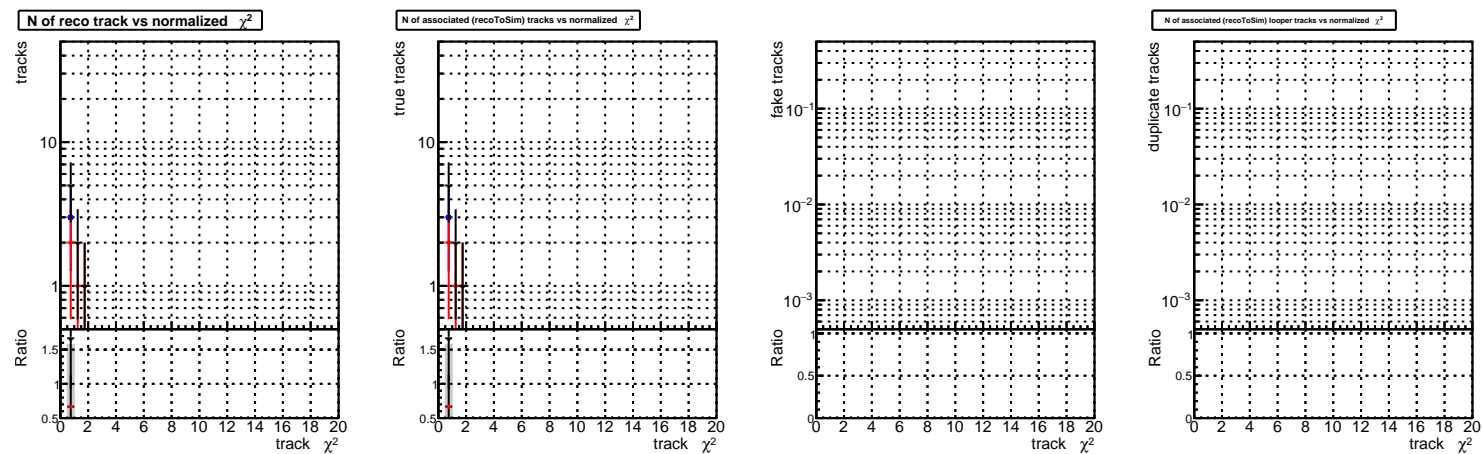 N of reco track vs normalized χ²
tracks
10
1
Ratio
1.5
1
0.5
0 2 4 6 8 10 12 14 16 18 20
track χ²
N of associated (recoToSim) tracks vs normalized χ²
true tracks
10
1
Ratio
1.5
1
0.5
0 2 4 6 8 10 12 14 16 18 20
track χ²
fake tracks
10⁻¹
10⁻²
10⁻³
Ratio
1
0.5
0
0 2 4 6 8 10 12 14 16 18 20
track χ²
N of associated (recoToSim) looper tracks vs normalized χ²
duplicate tracks
10⁻¹
10⁻²
10⁻³
Ratio
1
0.5
0
0 2 4 6 8 10 12 14 16 18 20
track χ²